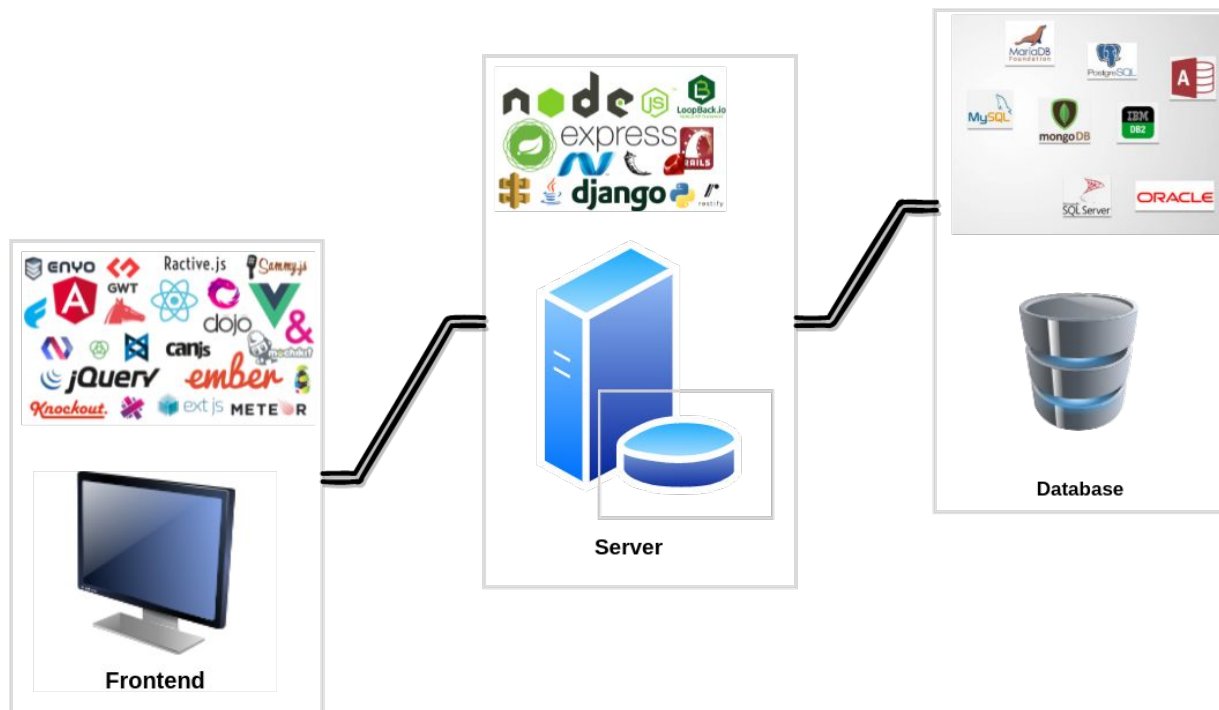 ENYO
GWT
Ractive.js
Sammy.js
dojo
canjs
mochikit
jQuery
ember
Knockout.
ext js
METEOR
Frontend
node
JS
LoopBack.io
express
RAILS
django
restify
Server
MariaDB
Foundation
PostgreSQL
A
MySQL
mongoDB
IBM
DB2
SQL Server
ORACLE
Database